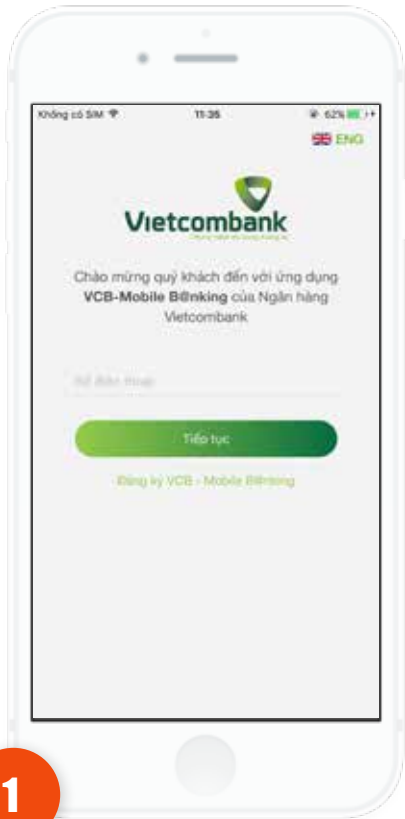 Không có SIM 11:35 62%
ENG
Vietcombank
Chào mừng quý khách đến với ứng dụng
VCB-Mobile B@nking của Ngân hàng
Vietcombank
Số điện thoại
Tiếp tục
Đăng ký VCB - Mobile B@nking
1